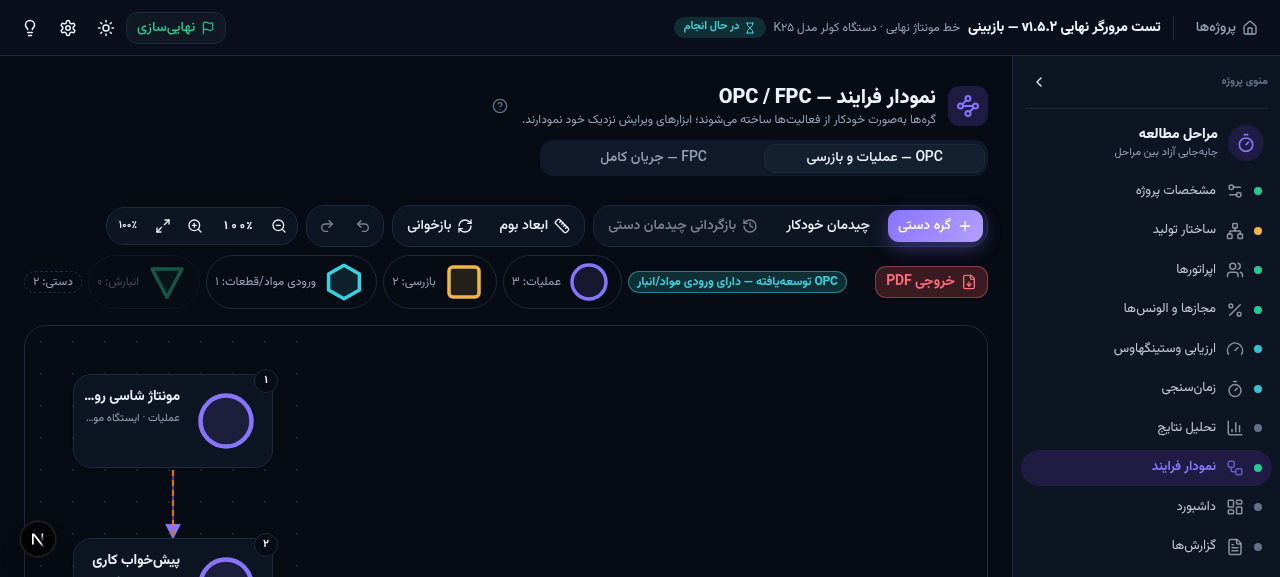 پروژه‌ها
تست مرورگر نهایی v1.5.2 — بازبینی
خط مونتاژ نهایی · دستگاه کولر مدل K۲۵
در حال انجام
نهایی‌سازی
منوی پروژه
مراحل مطالعه
جابه‌جایی آزاد بین مراحل
مشخصات پروژه
ساختار تولید
اپراتورها
مجازها و الونس‌ها
ارزیابی وستینگهاوس
زمان‌سنجی
تحلیل نتایج
نمودار فرایند
داشبورد
گزارش‌ها
نمودار فرایند — OPC / FPC
گره‌ها به‌صورت خودکار از فعالیت‌ها ساخته می‌شوند؛ ابزارهای ویرایش نزدیک خود نمودارند.
OPC — عملیات و بازرسی
FPC — جریان کامل
گره دستی
چیدمان خودکار
بازگردانی چیدمان دستی
ابعاد بوم
بازخوانی
۱۰۰٪
۱۰۰٪
خروجی PDF
OPC توسعه‌یافته — دارای ورودی مواد/انبار
عملیات: ۳
بازرسی: ۲
ورودی مواد/قطعات: ۱
انبارش: ۰
دستی: ۲
۱
مونتاژ شاسی رو...
عملیات · ایستگاه مو...
۲
پیش‌خواب کاری
N